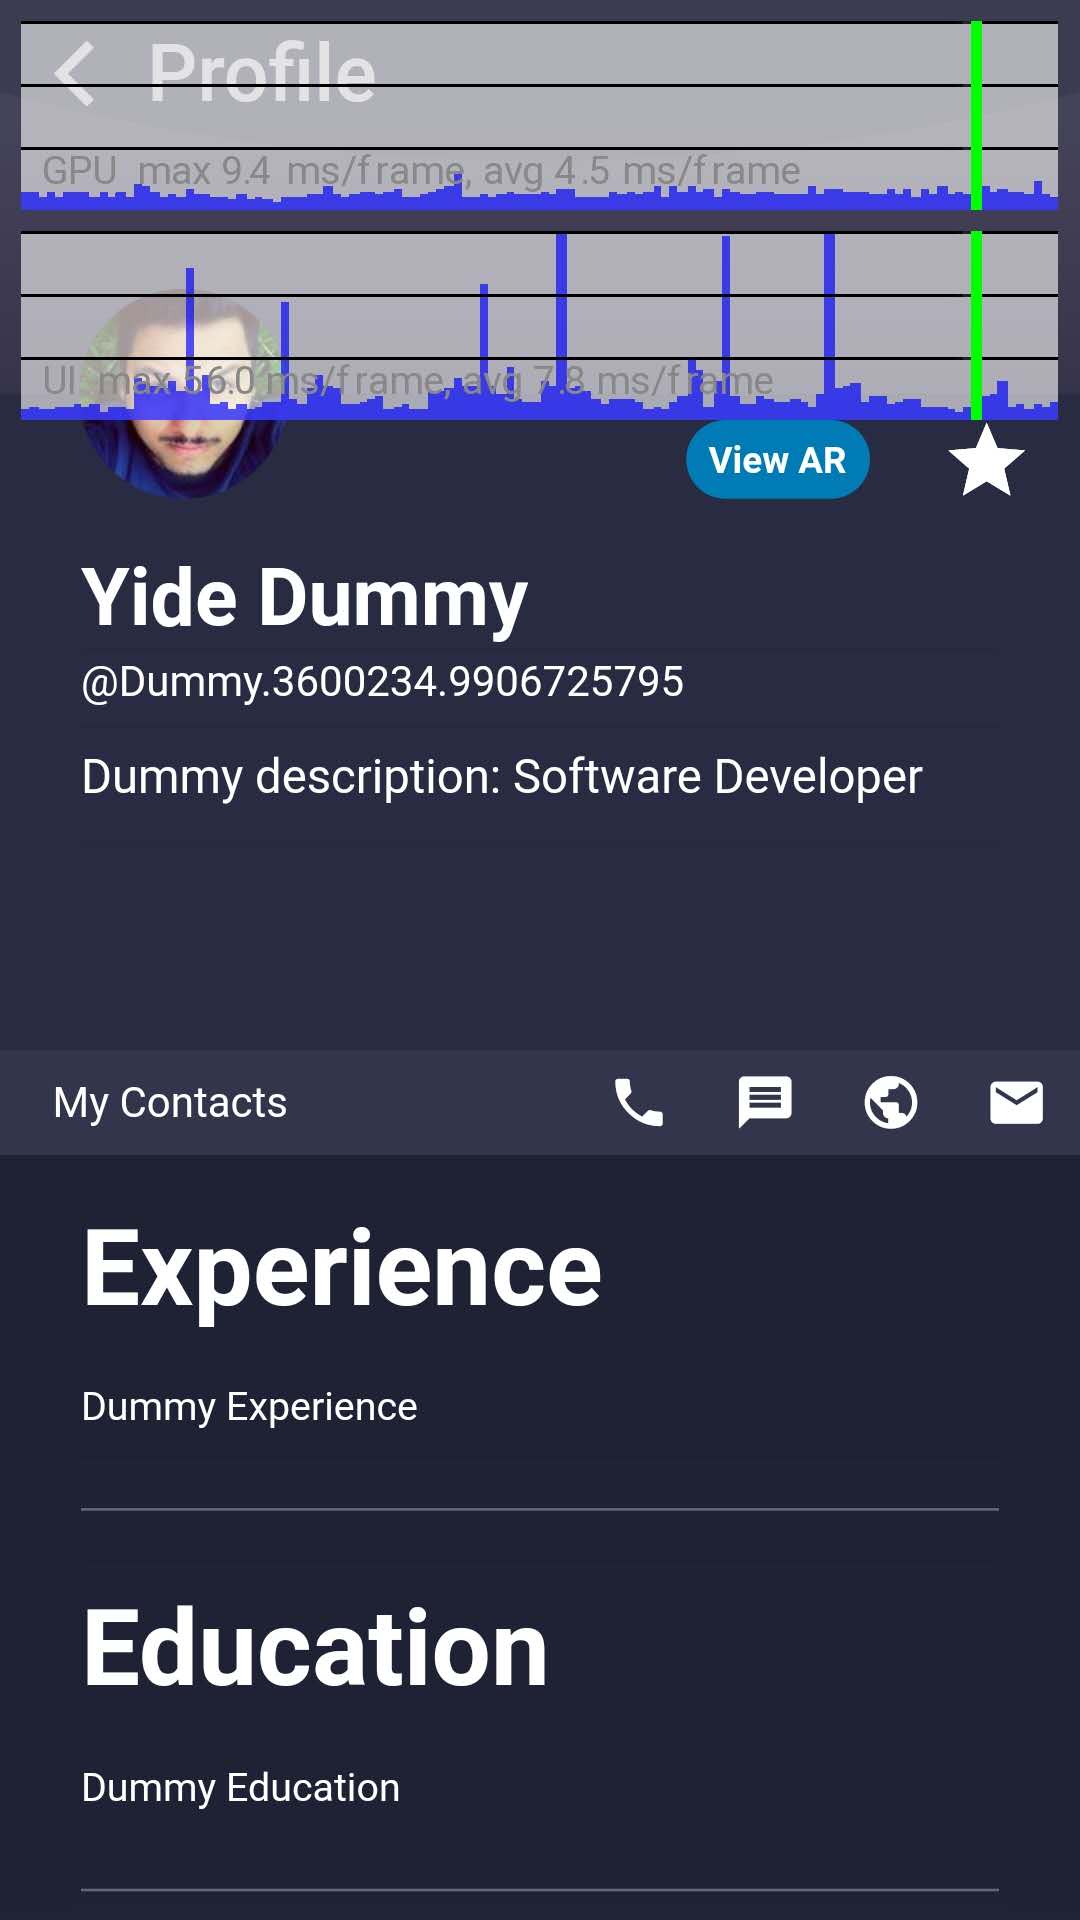 Profile
GPU max 9.4 ms/frame, avg 4.5 ms/frame
UI max 56.0 ms/frame, avg 7.8 ms/frame
View AR
Yide Dummy
@Dummy.3600234.9906725795
Dummy description: Software Developer
My Contacts
Experience
Dummy Experience
Education
Dummy Education